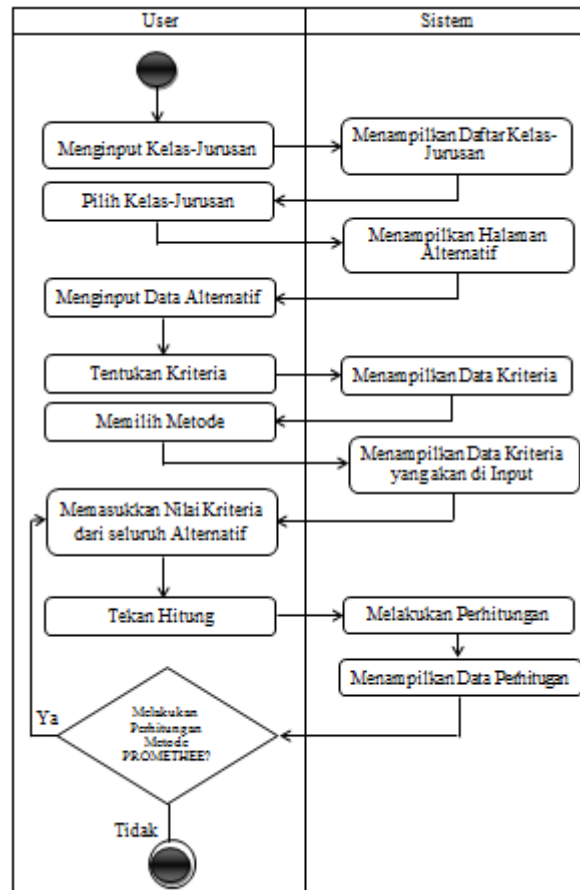 User
Sistem
Menginput Kelas-Jurusan
Menampilkan Daftar Kelas-
Jurusan
Pilih Kelas-Jurusan
Menampilkan Halaman
Alternatif
Menginput Data Alternatif
Tentukan Kriteria
Menampilkan Data Kriteria
Memilih Metode
Menampilkan Data Kriteria
yang akan di Input
Memasukkan Nilai Kriteria
dari seluruh Alternatif
Tekan Hitung
Melakukan Perhitungan
Menampilkan Data Perhitugan
Ya
Melakukan
Perhitungan
Metode
PROMETHEE?
Tidak